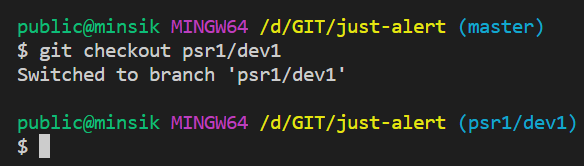 public@minsik MINGW64 /d/GIT/just-alert (master)
$ git checkout psr1/dev1
Switched to branch 'psr1/dev1'
public@minsik MINGW64 /d/GIT/just-alert (psr1/dev1)
$